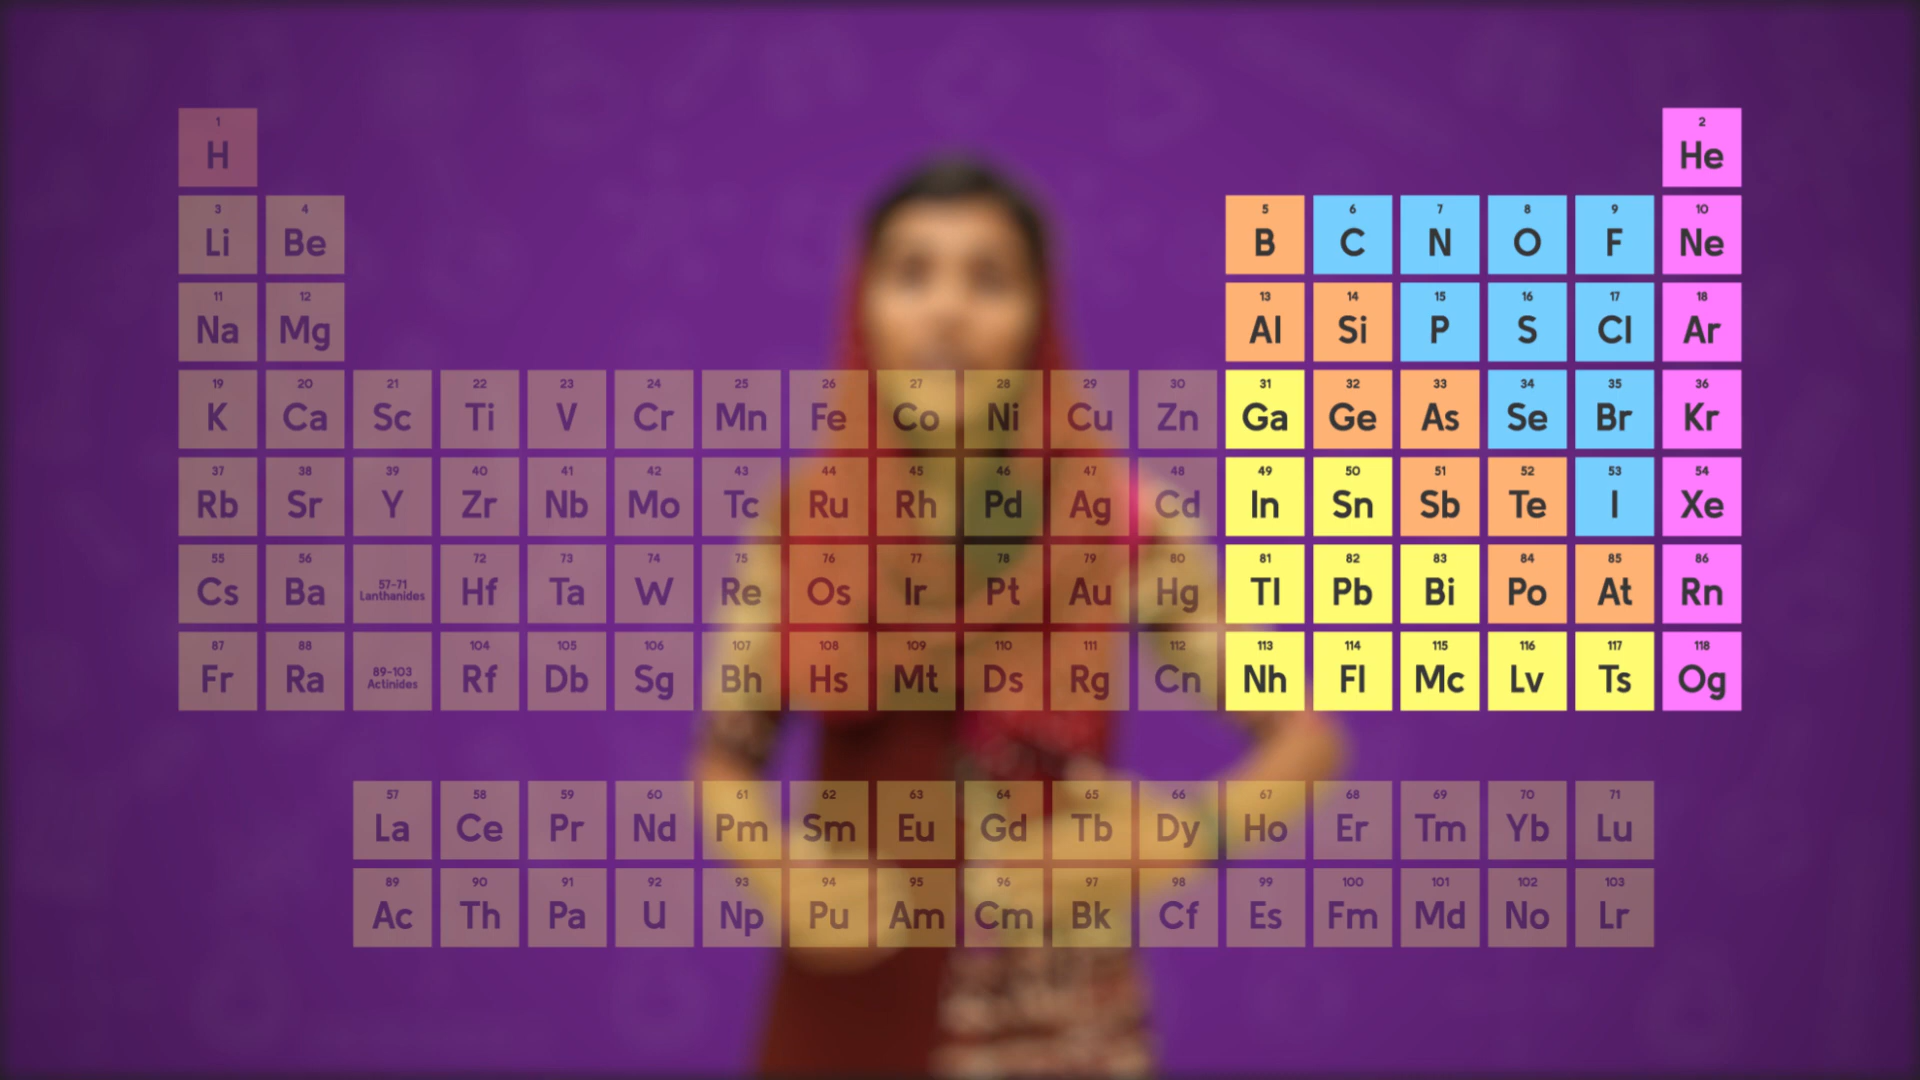 1 2
H He
3 4 5 6 7 8 9 10
Li Be B C N O F Ne
11 12 13 14 15 16 17 18
Na Mg Al Si P S Cl Ar
19 20 21 22 23 24 25 26 27 28 29 30 31 32 33 34 35 36
K Ca Sc Ti V Cr Mn Fe Co Ni Cu Zn Ga Ge As Se Br Kr
37 38 39 40 41 42 43 44 45 46 47 48 49 50 51 52 53 54
Rb Sr Y Zr Nb Mo Tc Ru Rh Pd Ag Cd In Sn Sb Te I Xe
55 56 57-71 72 73 74 75 76 77 78 79 80 81 82 83 84 85 86
Cs Ba Lanthanides Hf Ta W Re Os Ir Pt Au Hg Tl Pb Bi Po At Rn
87 88 89-103 104 105 106 107 108 109 110 111 112 113 114 115 116 117 118
Fr Ra Actinides Rf Db Sg Bh Hs Mt Ds Rg Cn Nh Fl Mc Lv Ts Og
57 58 59 60 61 62 63 64 65 66 67 68 69 70 71
La Ce Pr Nd Pm Sm Eu Gd Tb Dy Ho Er Tm Yb Lu
89 90 91 92 93 94 95 96 97 98 99 100 101 102 103
Ac Th Pa U Np Pu Am Cm Bk Cf Es Fm Md No Lr